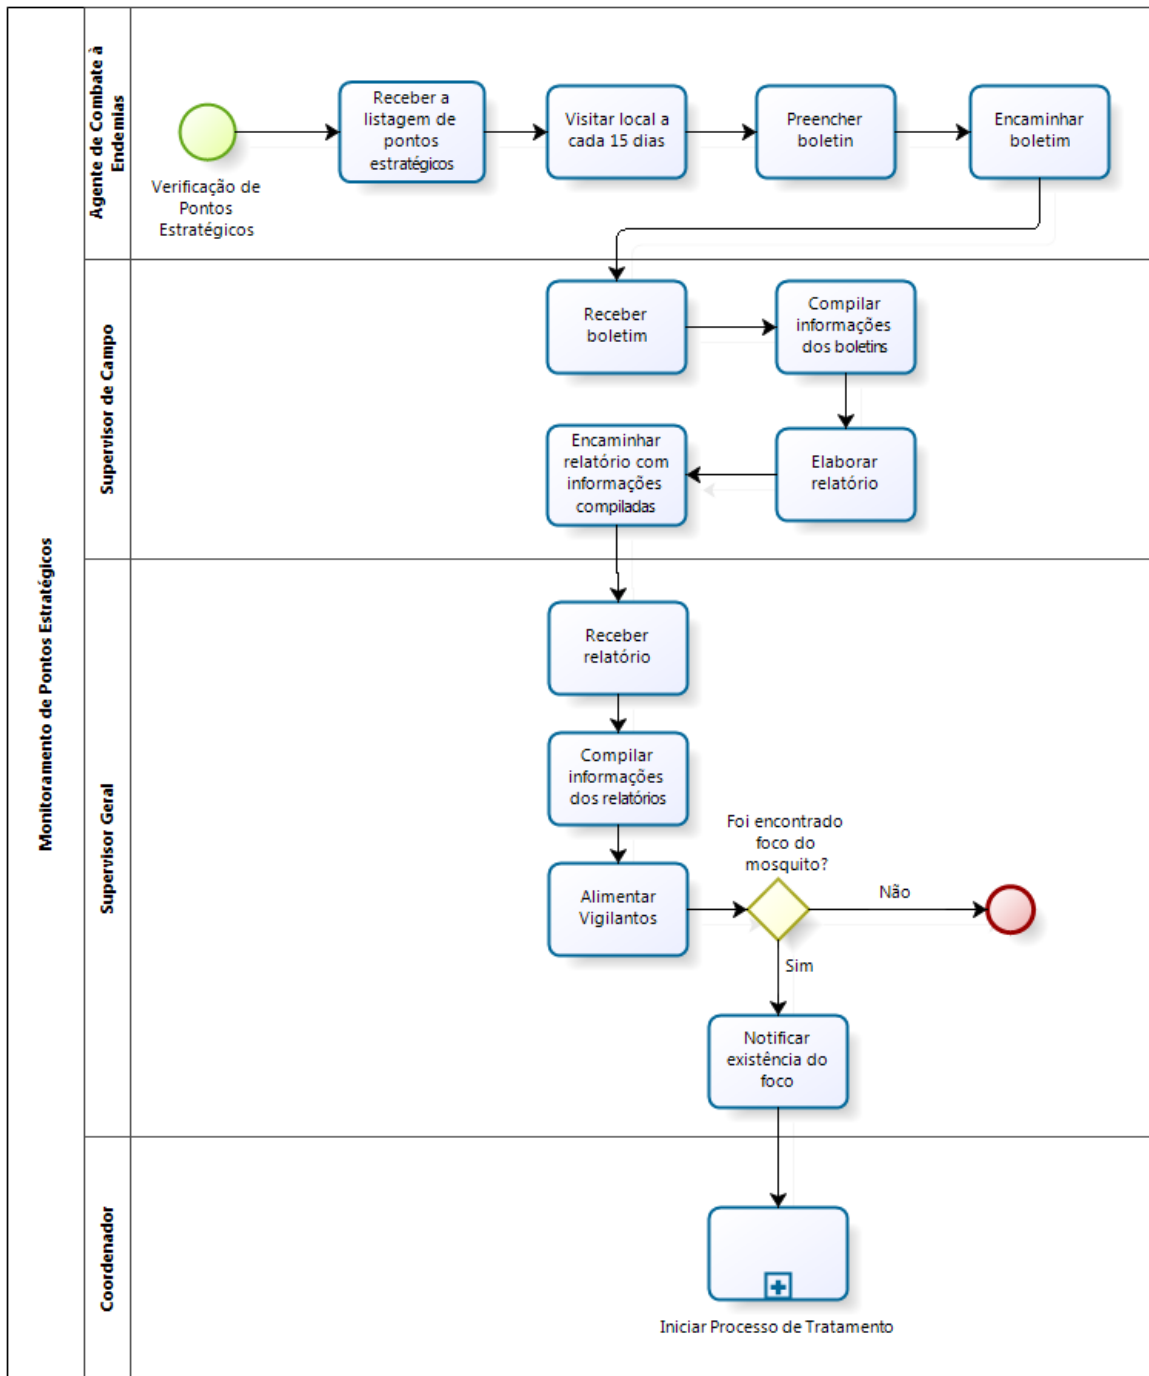 Monitoramento de Pontos Estratégicos
Agente de Combate à
Endemias
Verificação de
Pontos
Estratégicos
Receber a
listagem de
pontos
estratégicos
Visitar local a
cada 15 dias
Preencher
boletin
Encaminhar
boletim
Supervisor de Campo
Receber
boletim
Compilar
informações
dos boletins
Elaborar
relatório
Encaminhar
relatório com
informações
compiladas
Supervisor Geral
Receber
relatório
Compilar
informações
dos relatórios
Alimentar
Vigilantos
Foi encontrado
foco do
mosquito?
Não
Sim
Notificar
existência do
foco
Coordenador
Iniciar Processo de Tratamento